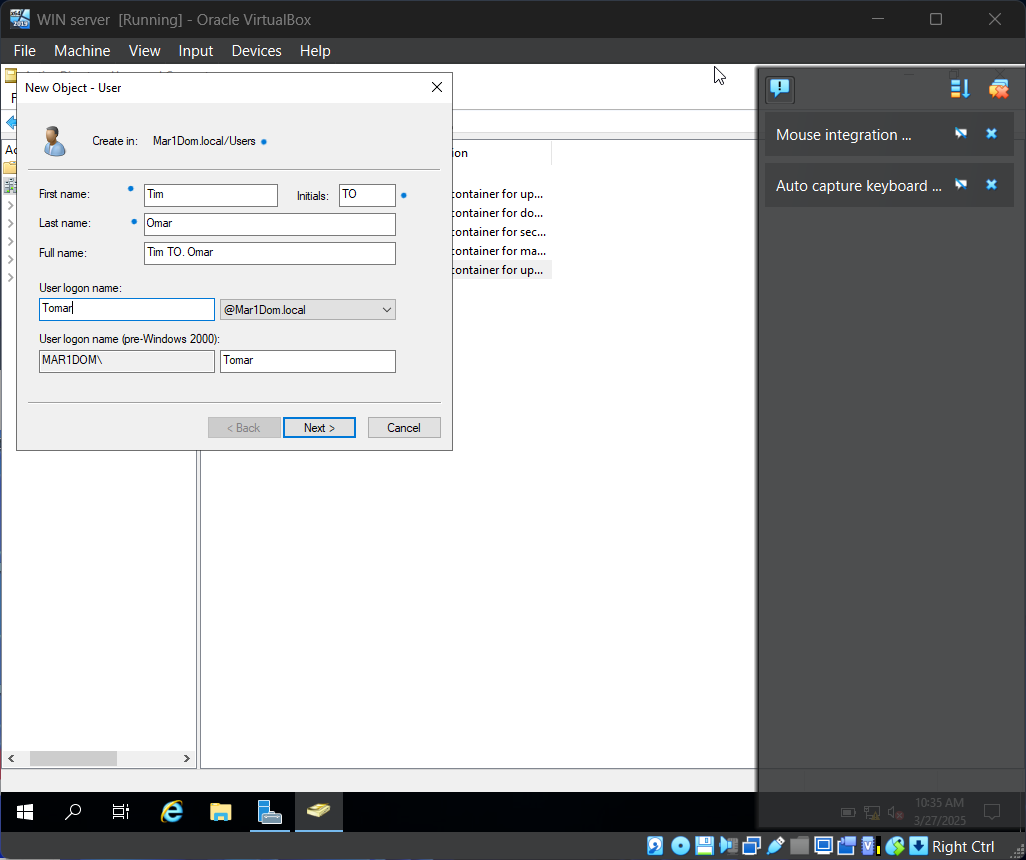 WIN server [Running] - Oracle VirtualBox
File Machine View Input Devices Help
New Object - User
Create in: Mar1Dom.local/Users
Mouse integration ...
Auto capture keyboard ...
ion
First name: Tim Initials: TO
container for up...
Last name: Omar
container for do...
container for sec...
Full name: Tim TO. Omar
container for ma...
container for up...
User logon name:
Tomar @Mar1Dom.local
User logon name (pre-Windows 2000):
MAR1DOM\ Tomar
< Back Next > Cancel
10:35 AM
3/27/2025
Right Ctrl